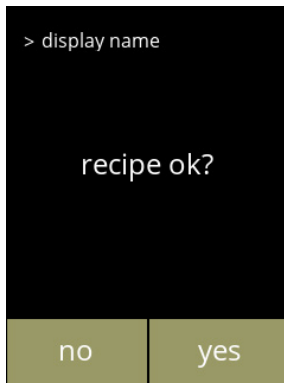 > display name
recipe ok?
no
yes